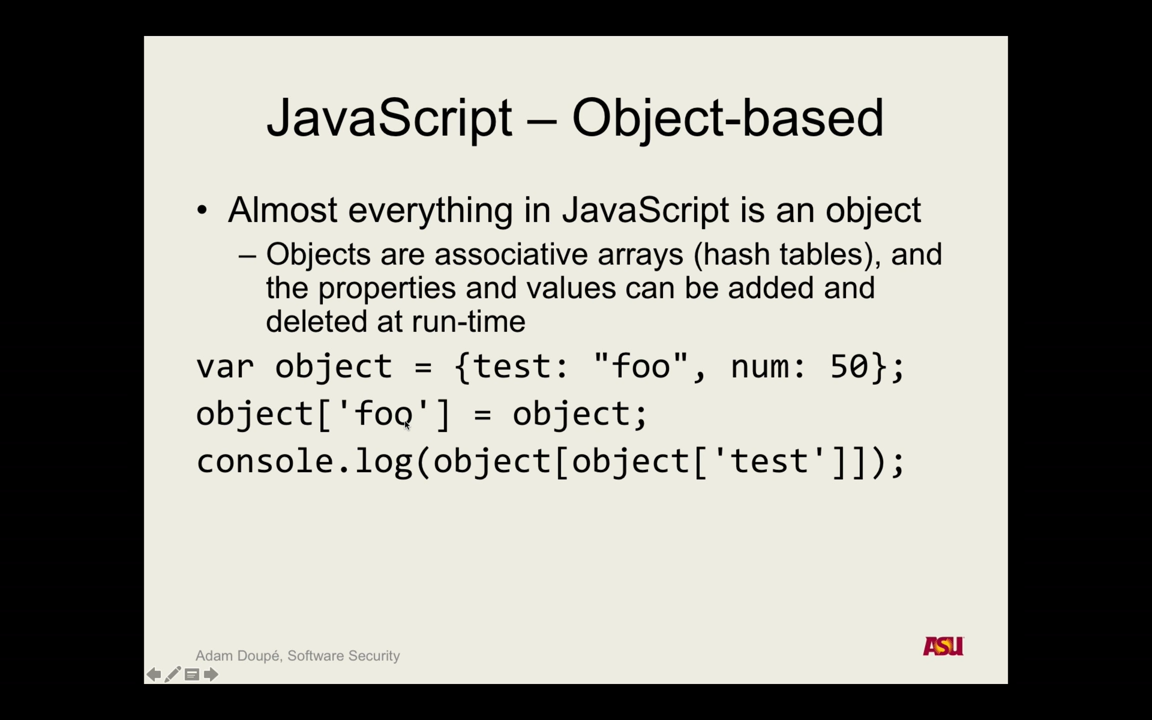 JavaScript – Object-based
• Almost everything in JavaScript is an object
– Objects are associative arrays (hash tables), and
the properties and values can be added and
deleted at run-time
var object = {test: "foo", num: 50};
object['foo'] = object;
console.log(object[object['test']]);
Adam Doupé, Software Security
ASU